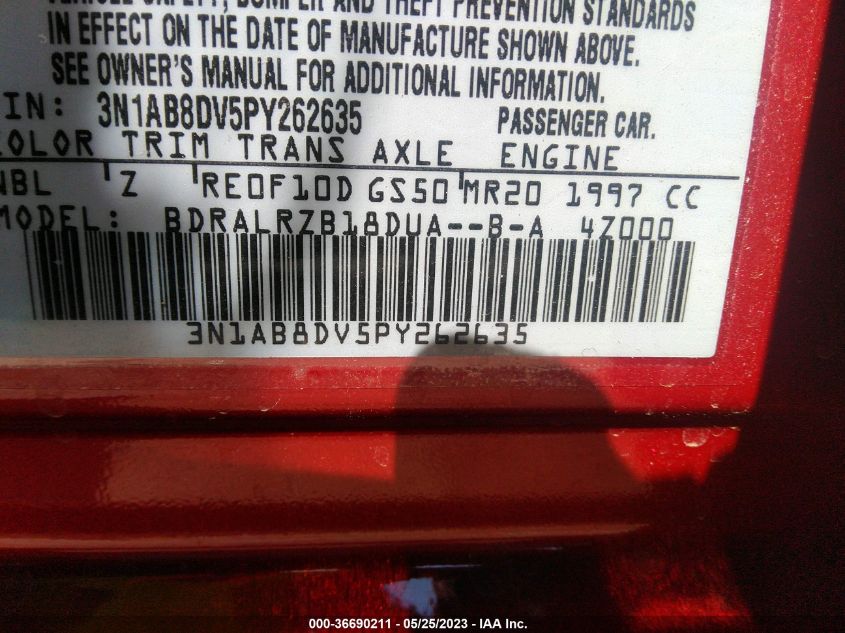 VEHICLE SAFETY, BUMPER AND THEFT PREVENTION STANDARDS
IN EFFECT ON THE DATE OF MANUFACTURE SHOWN ABOVE.
SEE OWNER'S MANUAL FOR ADDITIONAL INFORMATION.
IN: 3N1AB8DV5PY262635 PASSENGER CAR.
COLOR TRIM TRANS AXLE ENGINE
NBL Z RE0F10D GS50 MR20 1997 CC
MODEL: BDRALRZB18DUA--B-A 4Z000
3N1AB8DV5PY262635
000-36690211 - 05/25/2023 - IAA Inc.